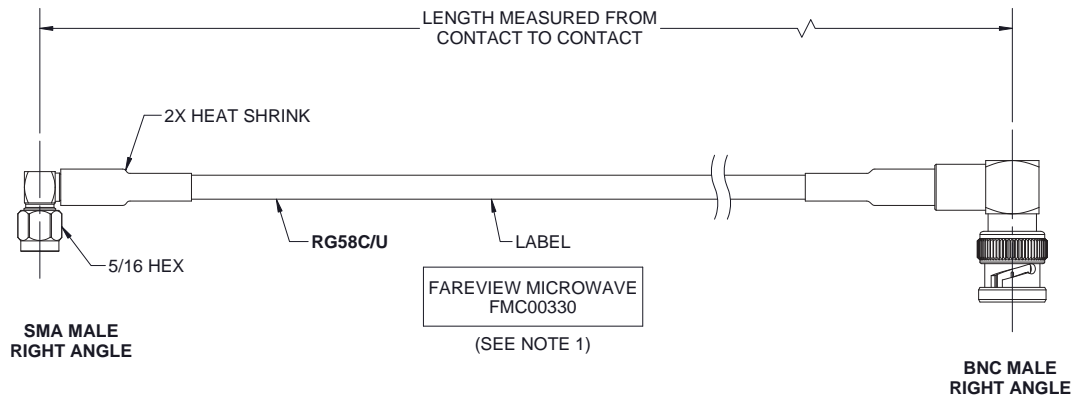 LENGTH MEASURED FROM
CONTACT TO CONTACT
2X HEAT SHRINK
RG58C/U
LABEL
5/16 HEX
FAREVIEW MICROWAVE
FMC00330
(SEE NOTE 1)
SMA MALE
RIGHT ANGLE
BNC MALE
RIGHT ANGLE